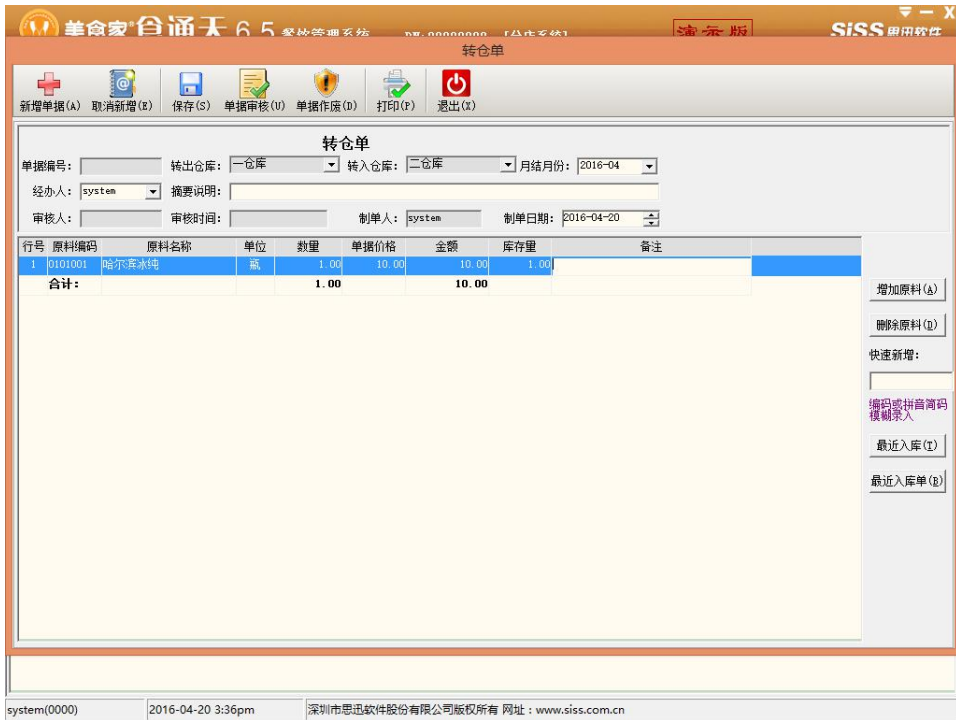 美食家 食通天 6.5
演示版
SiSS 思迅软件
转仓单
新增单据(A) 取消新增(E) 保存(S) 单据审核(U) 单据作废(D) 打印(P) 退出(X)
转仓单
单据编号: 转出仓库: 一仓库 转入仓库: 二仓库 月结月份: 2016-04
经办人: system 摘要说明:
审核人: 审核时间: 制单人: system 制单日期: 2016-04-20
行号 原料编码 原料名称 单位 数量 单据价格 金额 库存量 备注
1 0101001 哈尔滨冰纯 瓶 1.00 10.00 10.00 1.00
合计: 1.00 10.00
增加原料(A)
删除原料(D)
快速新增:
编码或拼音简码
模糊录入
最近入库(I)
最近入库单(B)
system(0000) 2016-04-20 3:36pm 深圳市思迅软件股份有限公司版权所有 网址:www.siss.com.cn